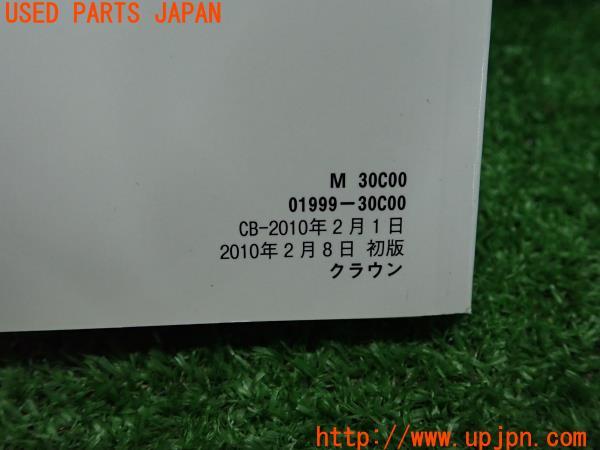 USED PARTS JAPAN
M 30C00
01999-30C00
CB-2010年2月1日
2010年2月8日 初版
クラウン
http://www.upjpn.com